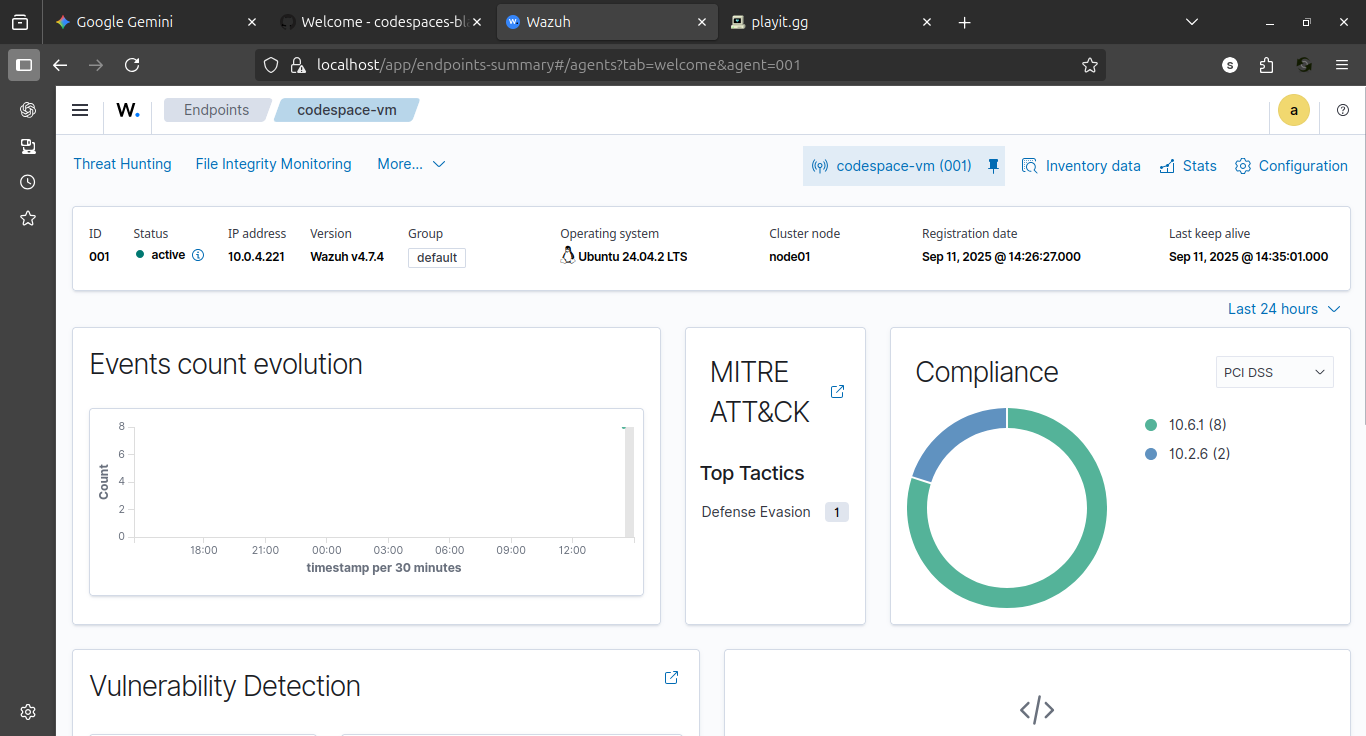 Google Gemini
Welcome - codespaces-bl
Wazuh
playit.gg
localhost/app/endpoints-summary#/agents?tab=welcome&agent=001
S
W.
Endpoints
codespace-vm
a
Threat Hunting
File Integrity Monitoring
More...
codespace-vm (001)
Inventory data
Stats
Configuration
ID
Status
IP address
Version
Group
Operating system
Cluster node
Registration date
Last keep alive
001
active
10.0.4.221
Wazuh v4.7.4
default
Ubuntu 24.04.2 LTS
node01
Sep 11, 2025 @ 14:26:27.000
Sep 11, 2025 @ 14:35:01.000
Last 24 hours
Events count evolution
8
6
4
2
0
Count
18:00
21:00
00:00
03:00
06:00
09:00
12:00
timestamp per 30 minutes
MITRE
ATT&CK
Top Tactics
Defense Evasion
1
Compliance
PCI DSS
10.6.1 (8)
10.2.6 (2)
Vulnerability Detection